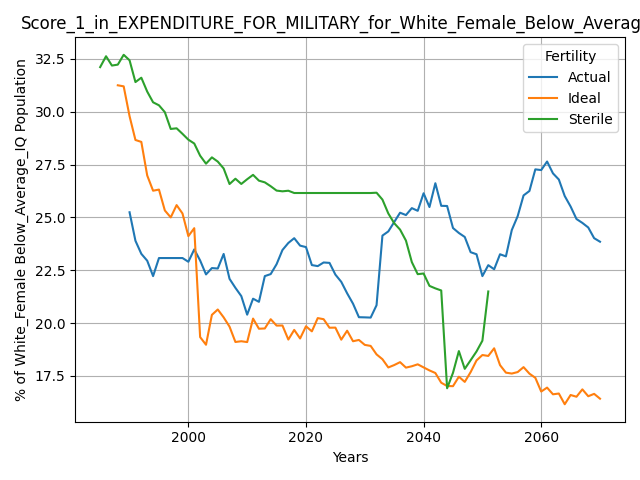 Score_1_in_EXPENDITURE_FOR_MILITARY_for_White_Female_Below_Averag
% of White_Female Below_Average_IQ Population
32.5
30.0
27.5
25.0
22.5
20.0
17.5
Fertility
Actual
Ideal
Sterile
2000
2020
2040
2060
Years